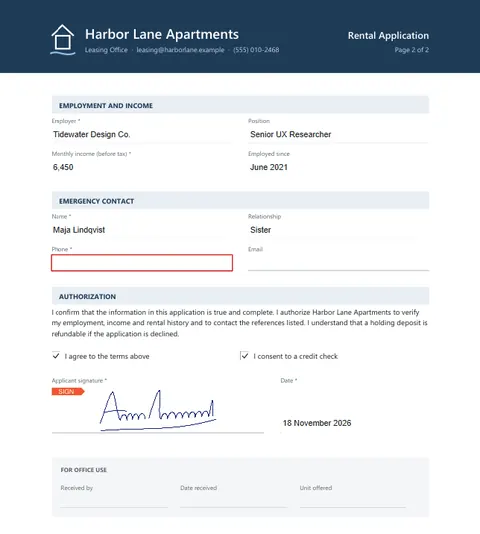 Harbor Lane Apartments
Rental Application
Leasing Office · leasing@harborlane.example · (555) 010-2468
Page 2 of 2
EMPLOYMENT AND INCOME
Employer *
Position
Tidewater Design Co.
Senior UX Researcher
Monthly income (before tax) *
Employed since
6,450
June 2021
EMERGENCY CONTACT
Name *
Relationship
Maja Lindqvist
Sister
Phone *
Email
AUTHORIZATION
I confirm that the information in this application is true and complete. I authorize Harbor Lane Apartments to verify
my employment, income and rental history and to contact the references listed. I understand that a holding deposit is
refundable if the application is declined.
I agree to the terms above
I consent to a credit check
Applicant signature *
Date *
SIGN
18 November 2026
FOR OFFICE USE
Received by
Date received
Unit offered